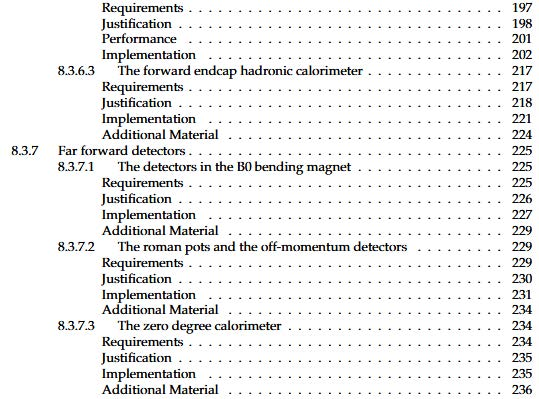 Requirements . . . . . . . . . . . . . . . . . . . . . . . . . . . . . 197
Justification . . . . . . . . . . . . . . . . . . . . . . . . . . . . . . 198
Performance . . . . . . . . . . . . . . . . . . . . . . . . . . . . . 201
Implementation . . . . . . . . . . . . . . . . . . . . . . . . . . . 202
8.3.6.3 The forward endcap hadronic calorimeter . . . . . . . . . . . . 217
Requirements . . . . . . . . . . . . . . . . . . . . . . . . . . . . . 217
Justification . . . . . . . . . . . . . . . . . . . . . . . . . . . . . . 218
Implementation . . . . . . . . . . . . . . . . . . . . . . . . . . . 221
Additional Material . . . . . . . . . . . . . . . . . . . . . . . . . 224
8.3.7 Far forward detectors . . . . . . . . . . . . . . . . . . . . . . . . . . . . 225
8.3.7.1 The detectors in the B0 bending magnet . . . . . . . . . . . . . 225
Requirements . . . . . . . . . . . . . . . . . . . . . . . . . . . . . 225
Justification . . . . . . . . . . . . . . . . . . . . . . . . . . . . . . 226
Implementation . . . . . . . . . . . . . . . . . . . . . . . . . . . 227
Additional Material . . . . . . . . . . . . . . . . . . . . . . . . . 229
8.3.7.2 The roman pots and the off-momentum detectors . . . . . . . . 229
Requirements . . . . . . . . . . . . . . . . . . . . . . . . . . . . . 229
Justification . . . . . . . . . . . . . . . . . . . . . . . . . . . . . . 230
Implementation . . . . . . . . . . . . . . . . . . . . . . . . . . . 231
Additional Material . . . . . . . . . . . . . . . . . . . . . . . . . 234
8.3.7.3 The zero degree calorimeter . . . . . . . . . . . . . . . . . . . . 234
Requirements . . . . . . . . . . . . . . . . . . . . . . . . . . . . . 234
Justification . . . . . . . . . . . . . . . . . . . . . . . . . . . . . . 235
Implementation . . . . . . . . . . . . . . . . . . . . . . . . . . . 235
Additional Material . . . . . . . . . . . . . . . . . . . . . . . . . 236